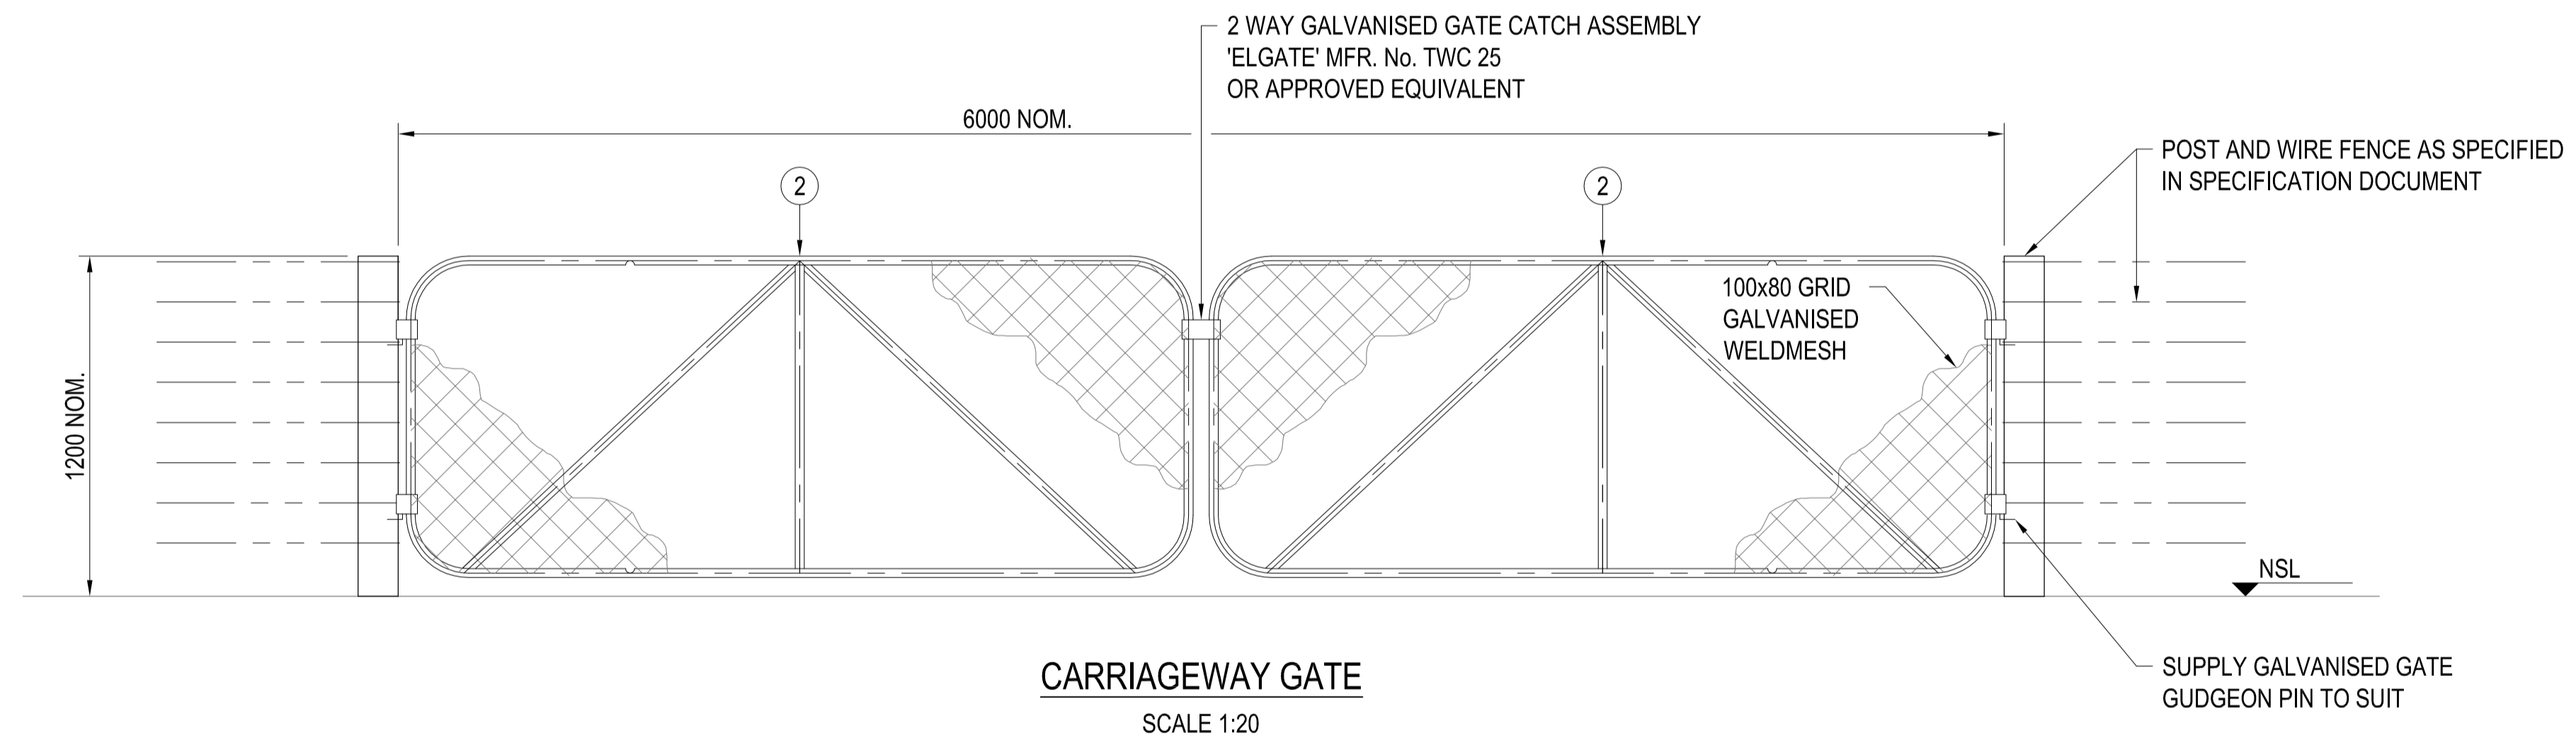 2 WAY GALVANISED GATE CATCH ASSEMBLY
'ELGATE' MFR. No. TWC 25
OR APPROVED EQUIVALENT
6000 NOM.
POST AND WIRE FENCE AS SPECIFIED
IN SPECIFICATION DOCUMENT
2
2
100x80 GRID
GALVANISED
WELDMESH
1200 NOM.
NSL
CARRIAGEWAY GATE
SCALE 1:20
SUPPLY GALVANISED GATE
GUDGEON PIN TO SUIT